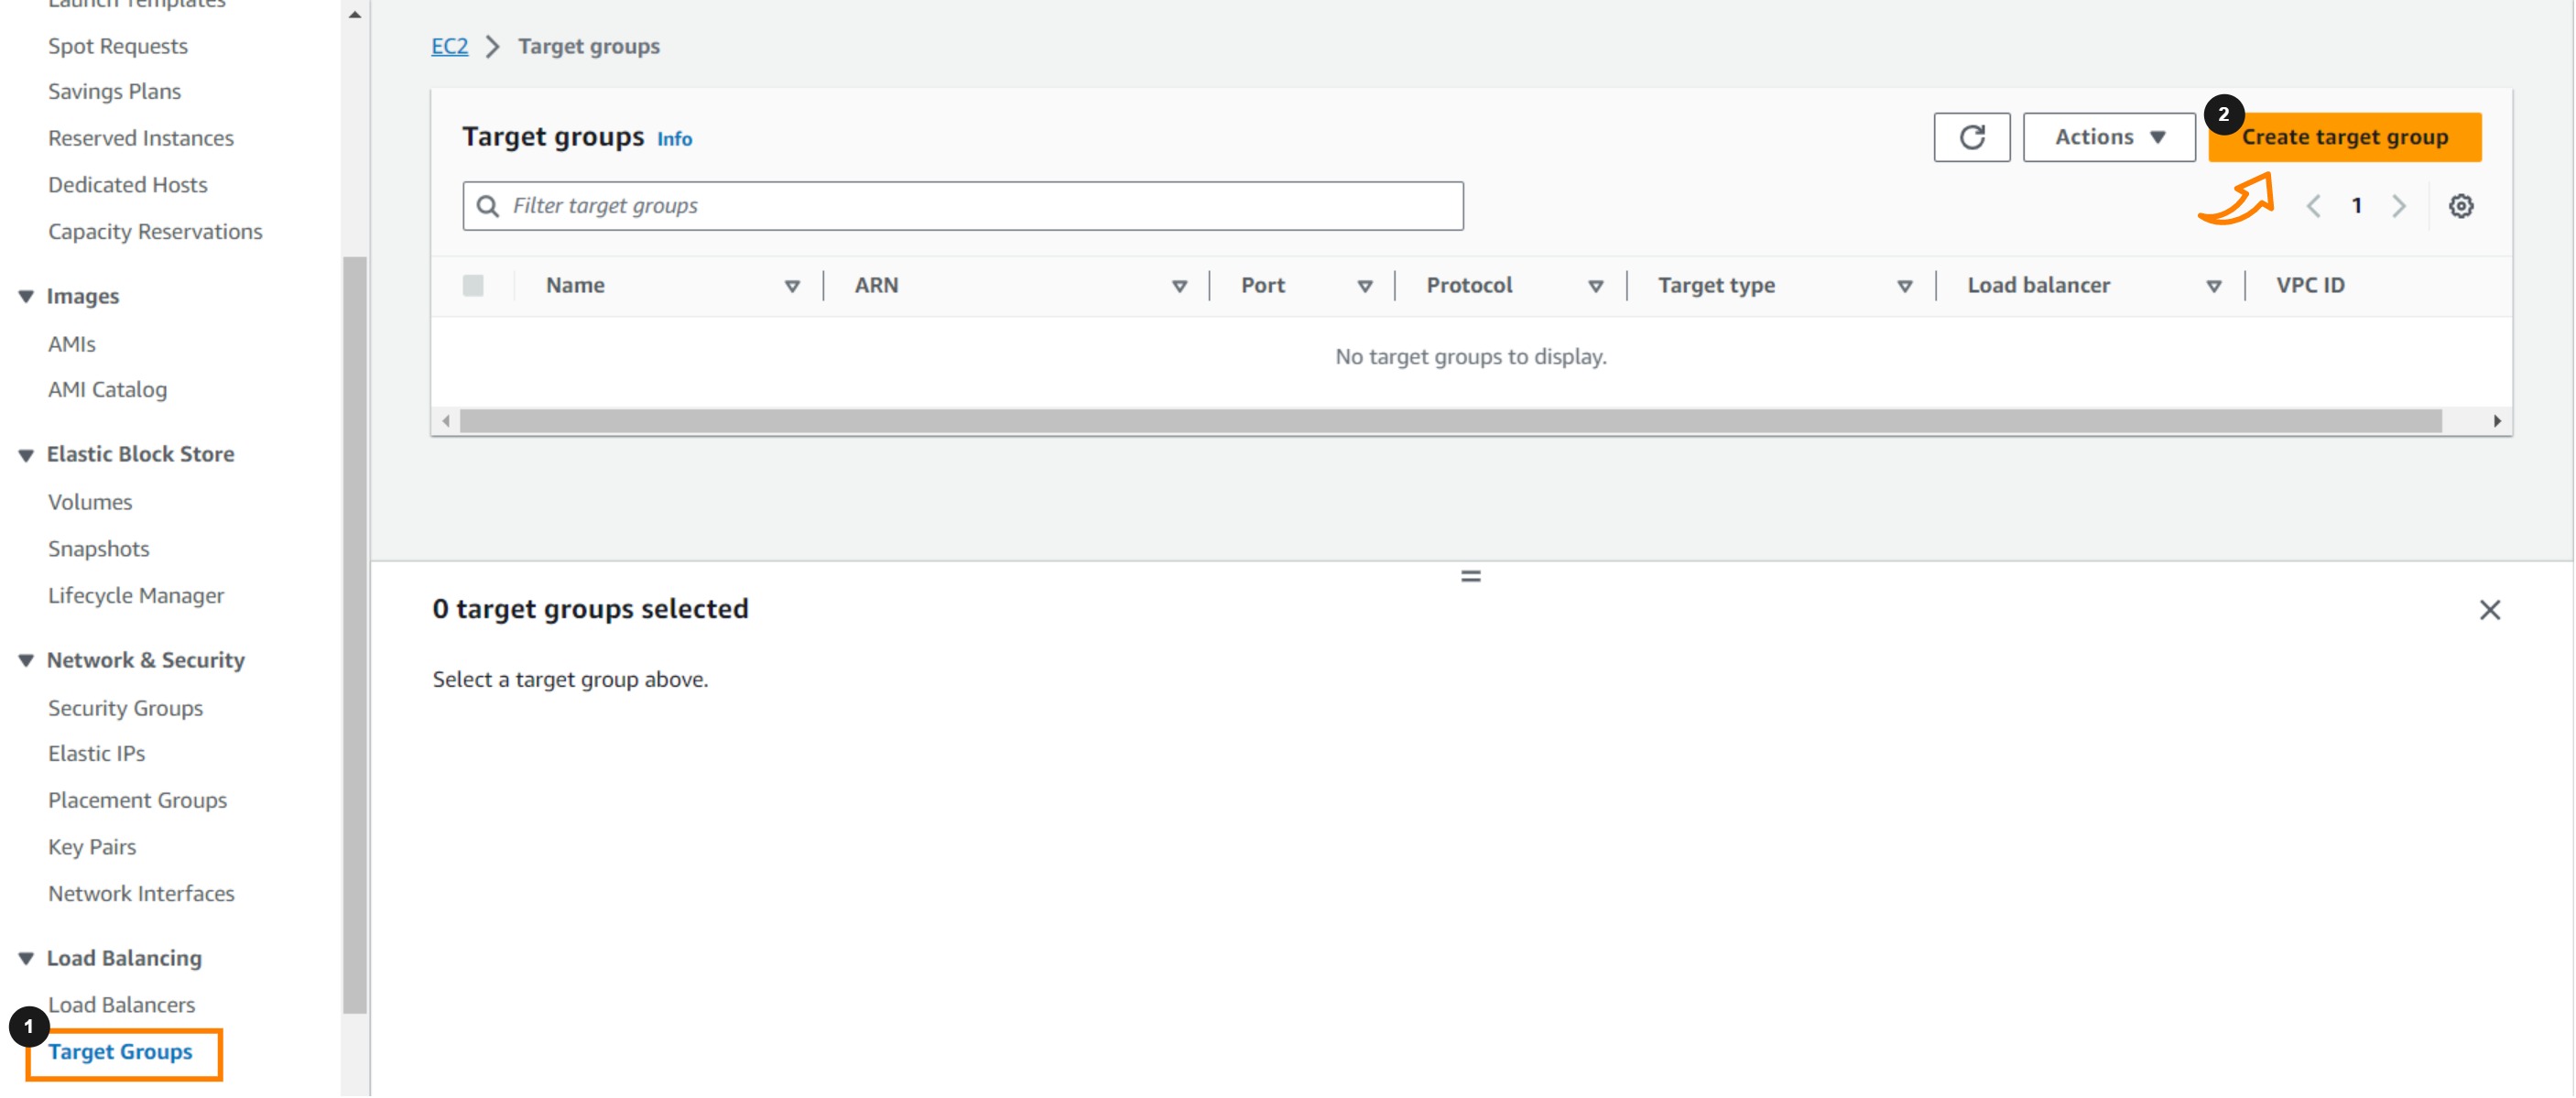 Launch Templates
Spot Requests
Savings Plans
Reserved Instances
Dedicated Hosts
Capacity Reservations
Images
AMIs
AMI Catalog
Elastic Block Store
Volumes
Snapshots
Lifecycle Manager
Network & Security
Security Groups
Elastic IPs
Placement Groups
Key Pairs
Network Interfaces
Load Balancing
Load Balancers
1
Target Groups
EC2 > Target groups
Target groups Info
Actions
2
Create target group
Filter target groups
1
Name ARN Port Protocol Target type Load balancer VPC ID
No target groups to display.
0 target groups selected
Select a target group above.